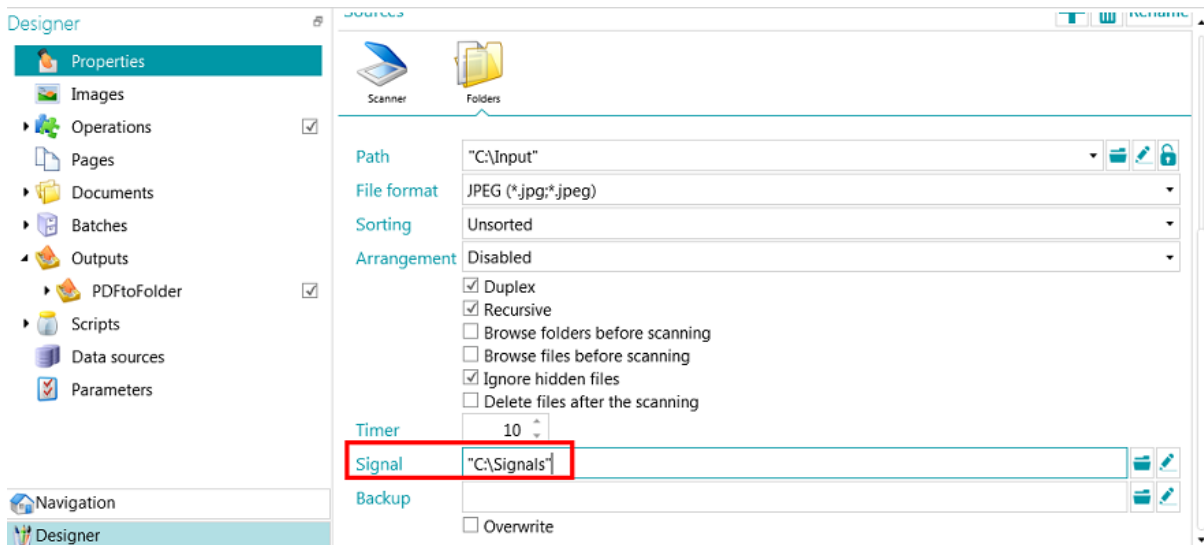 Designer
Properties
Images
Operations
Pages
Documents
Batches
Outputs
PDFtoFolder
Scripts
Data sources
Parameters
Navigation
Designer
Sources
Rename
Scanner
Folders
Path "C:\Input"
File format JPEG (*.jpg;*.jpeg)
Sorting Unsorted
Arrangement Disabled
Duplex
Recursive
Browse folders before scanning
Browse files before scanning
Ignore hidden files
Delete files after the scanning
Timer 10
Signal "C:\Signals"
Backup
Overwrite